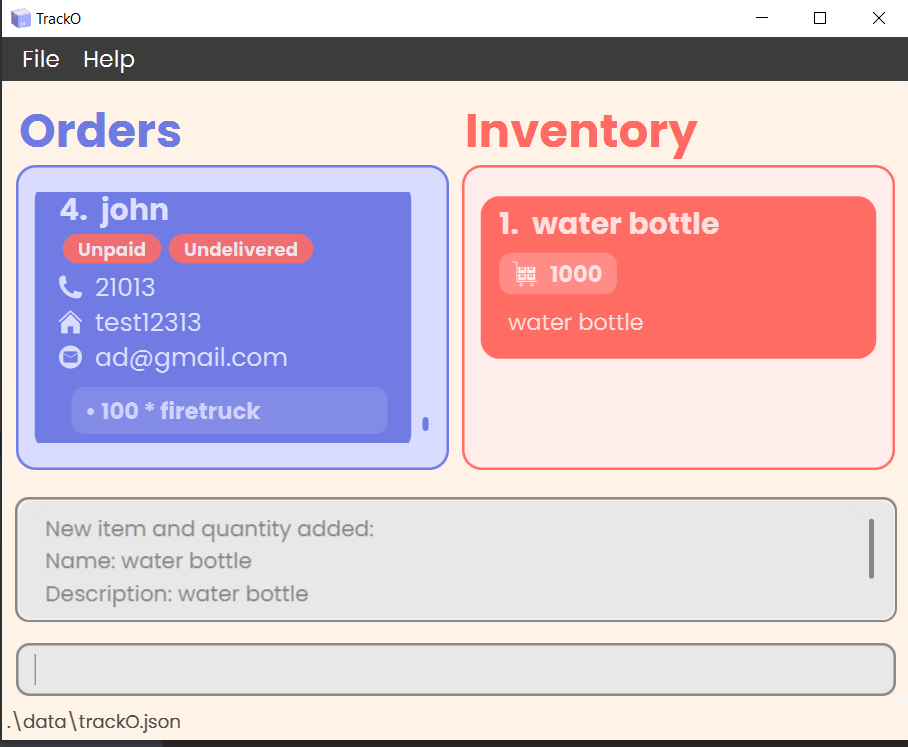 TrackO
File Help
Orders
4. john
Unpaid Undelivered
21013
test12313
ad@gmail.com
• 100 * firetruck
Inventory
1. water bottle
1000
water bottle
New item and quantity added:
Name: water bottle
Description: water bottle
.\data\trackO.json